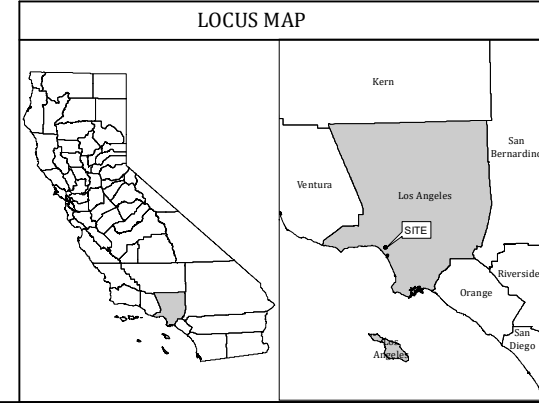 LOCUS MAP
Kern
San
Bernardino
Ventura
Los Angeles
SITE
Riverside
Orange
San
Diego
Los
Angeles